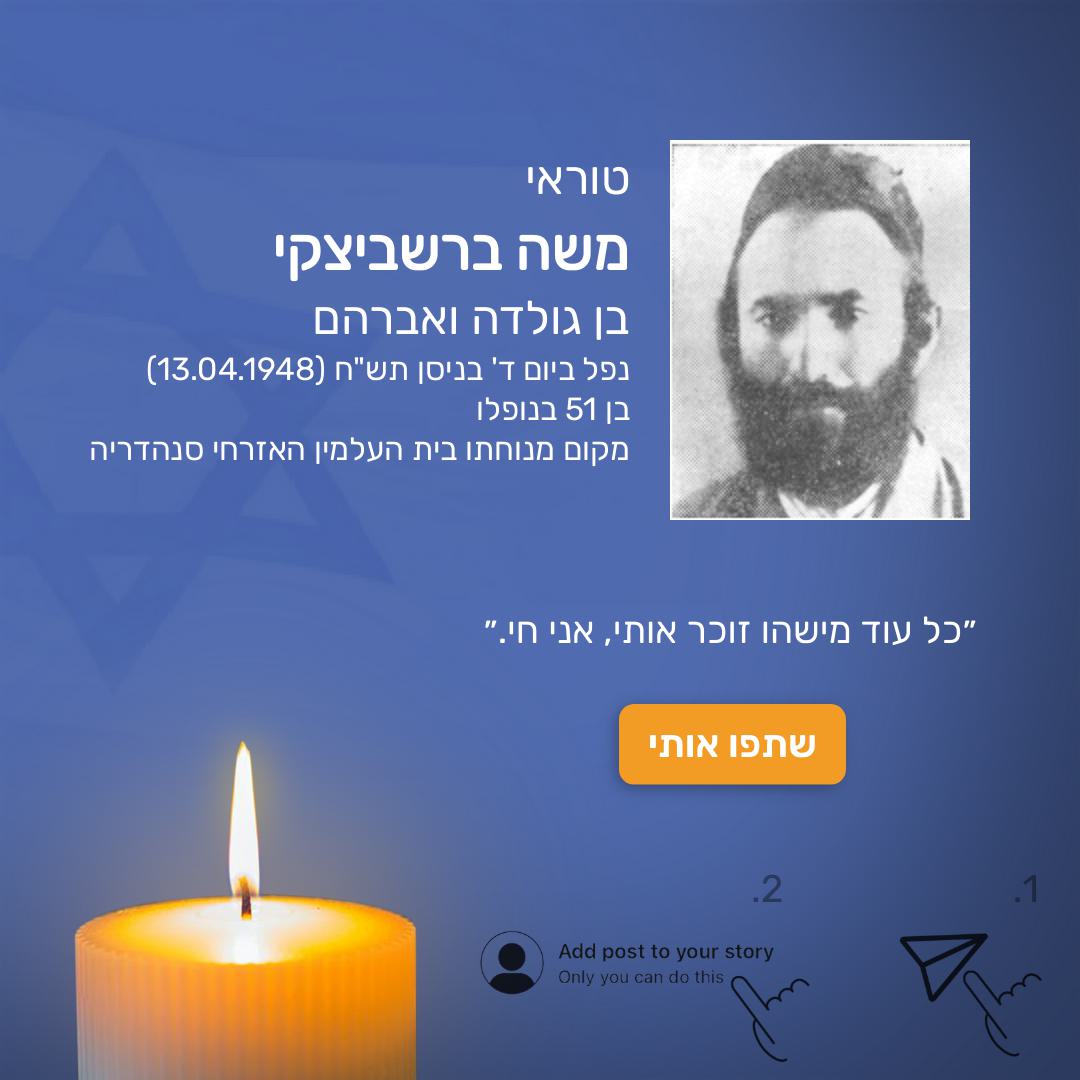 טוראי
משה ברשביצקי
בן גולדה ואברהם
נפל ביום ד' בניסן תש"ח (13.04.1948)
בן 51 בנופלו
מקום מנוחתו בית העלמין האזרחי סנהדריה
״כל עוד מישהו זוכר אותי, אני חי.״
שתפו אותי
1.
2.
Add post to your story
Only you can do this